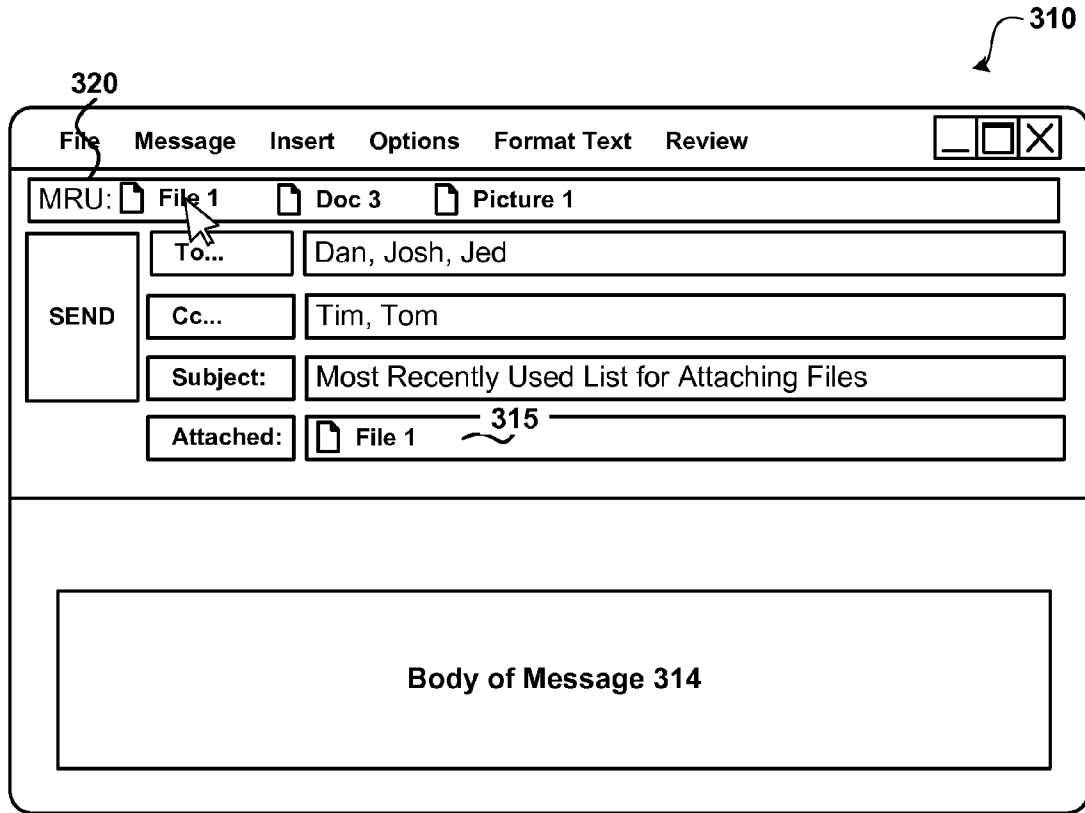 310
320
File Message Insert Options Format Text Review
MRU: File 1 Doc 3 Picture 1
To... Dan, Josh, Jed
SEND Cc... Tim, Tom
Subject: Most Recently Used List for Attaching Files
315
Attached: File 1
Body of Message 314